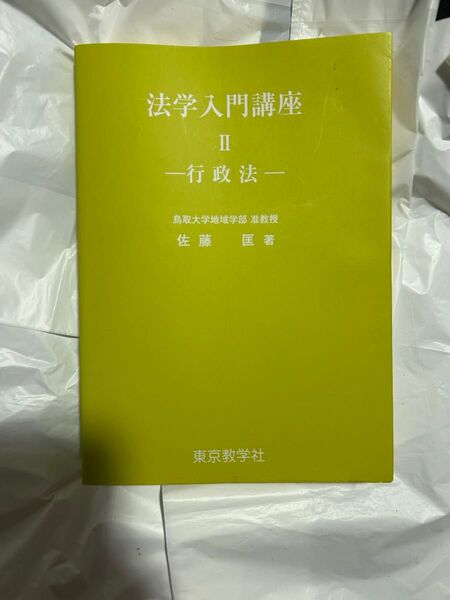 法学入門講座
Ⅱ
―行政法―
鳥取大学地域学部 准教授
佐藤 匡 著
東京教学社